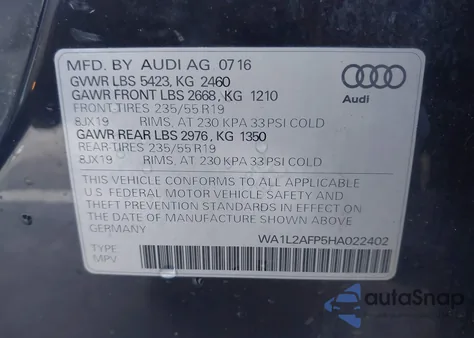 MFD. BY AUDI AG 0716
GVWR LBS 5423, KG 2460
GAWR FRONT LBS 2668, KG 1210
FRONT TIRES 235/55 R19
8JX19 RIMS, AT 230 KPA 33 PSI COLD
GAWR REAR LBS 2976, KG 1350
REAR TIRES 235/55 R19
8JX19 RIMS, AT 230 KPA 33 PSI COLD
Audi
THIS VEHICLE CONFORMS TO ALL APPLICABLE
U.S. FEDERAL MOTOR VEHICLE SAFETY AND
THEFT PREVENTION STANDARDS IN EFFECT ON
THE DATE OF MANUFACTURE SHOWN ABOVE.
GERMANY
WA1L2AFP5HA022402
TYPE
MPV
autoSnap